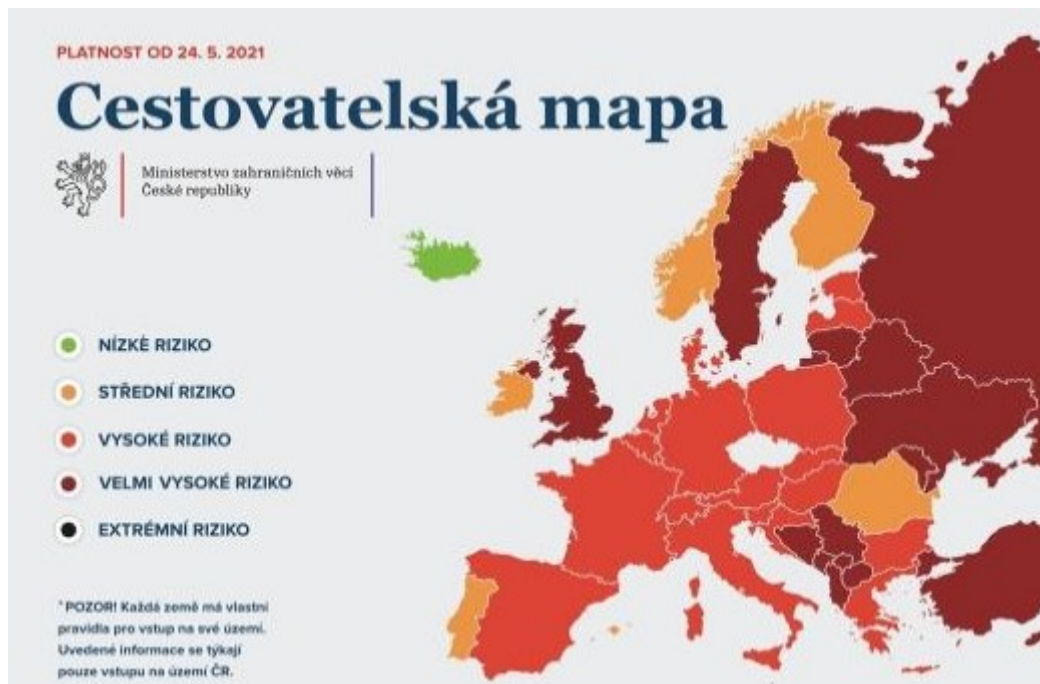 PLATNOST OD 24. 5. 2021
Cestovatelská mapa
Ministerstvo zahraničních věcí
České republiky
NÍZKÉ RIZIKO
STŘEDNÍ RIZIKO
VYSOKÉ RIZIKO
VELMI VYSOKÉ RIZIKO
EXTRÉMNÍ RIZIKO
*POZOR! Každá země má vlastní
pravidla pro vstup na své území.
Uvedené informace se týkají
pouze vstupu na území ČR.